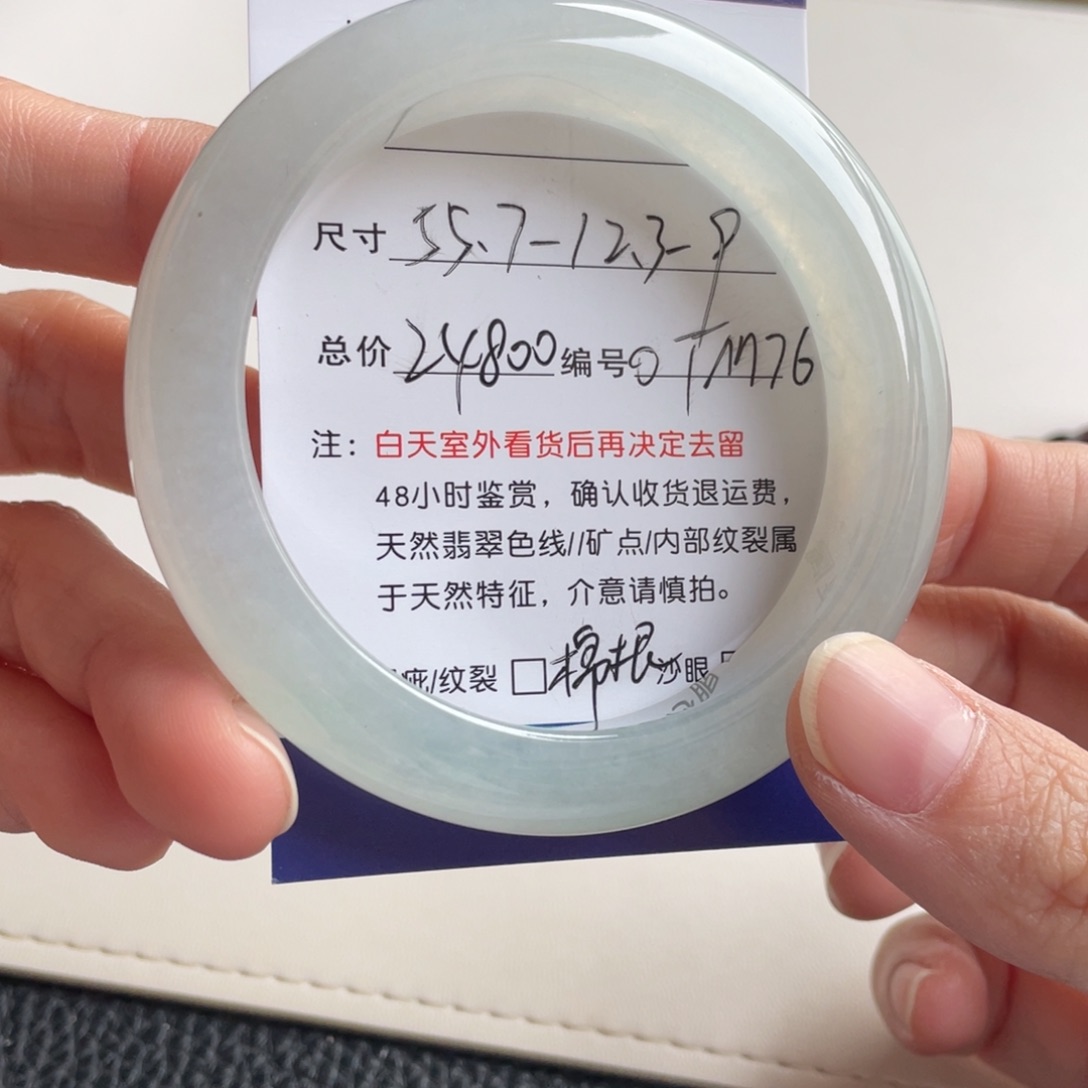 尺寸 55.7-12.3-9
总价 24800 编号 0TM76
注：白天室外看货后再决定去留
48小时鉴赏，确认收货退运费，
天然翡翠色线//矿点/内部纹裂属
于天然特征，介意请慎拍。
疵/纹裂 □棉根 沙眼